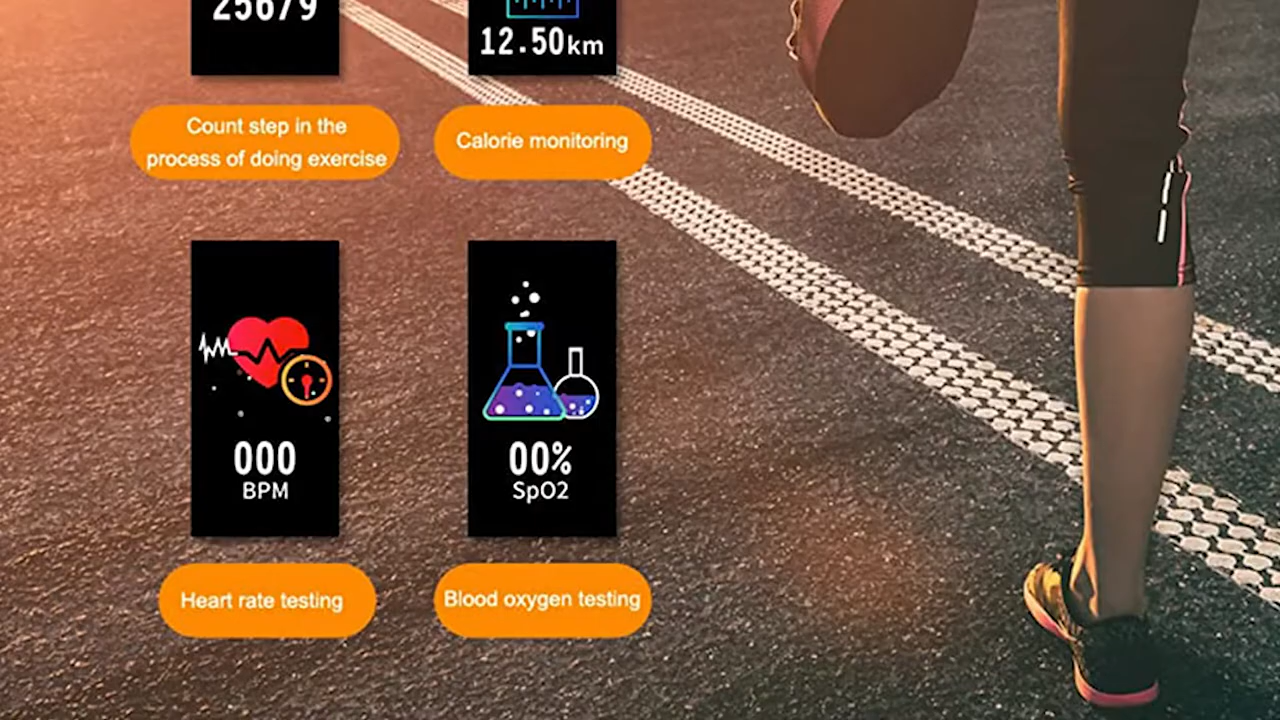 25679
12.50km
Count step in the
process of doing exercise
Calorie monitoring
000
BPM
00%
SpO2
Heart rate testing
Blood oxygen testing